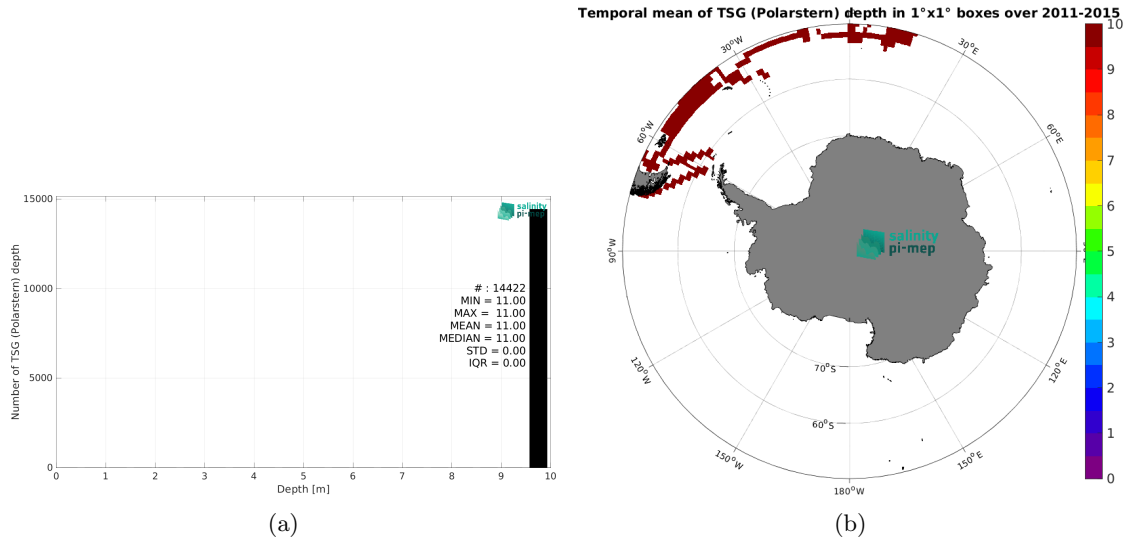 Temporal mean of TSG (Polarstern) depth in 1°x1° boxes over 2011-2015
15000
10000
5000
0
Number of TSG (Polarstern) depth
salinity
pi-mep
# : 14422
MIN = 11.00
MAX = 11.00
MEAN = 11.00
MEDIAN = 11.00
STD = 0.00
IQR = 0.00
0 1 2 3 4 5 6 7 8 9 10
Depth [m]
(a)
30°W
30°E
60°W
60°E
90°W
120°W
120°E
150°W
150°E
180°W
70°S
60°S
salinity
pi-mep
10
9
8
7
6
5
4
3
2
1
0
(b)